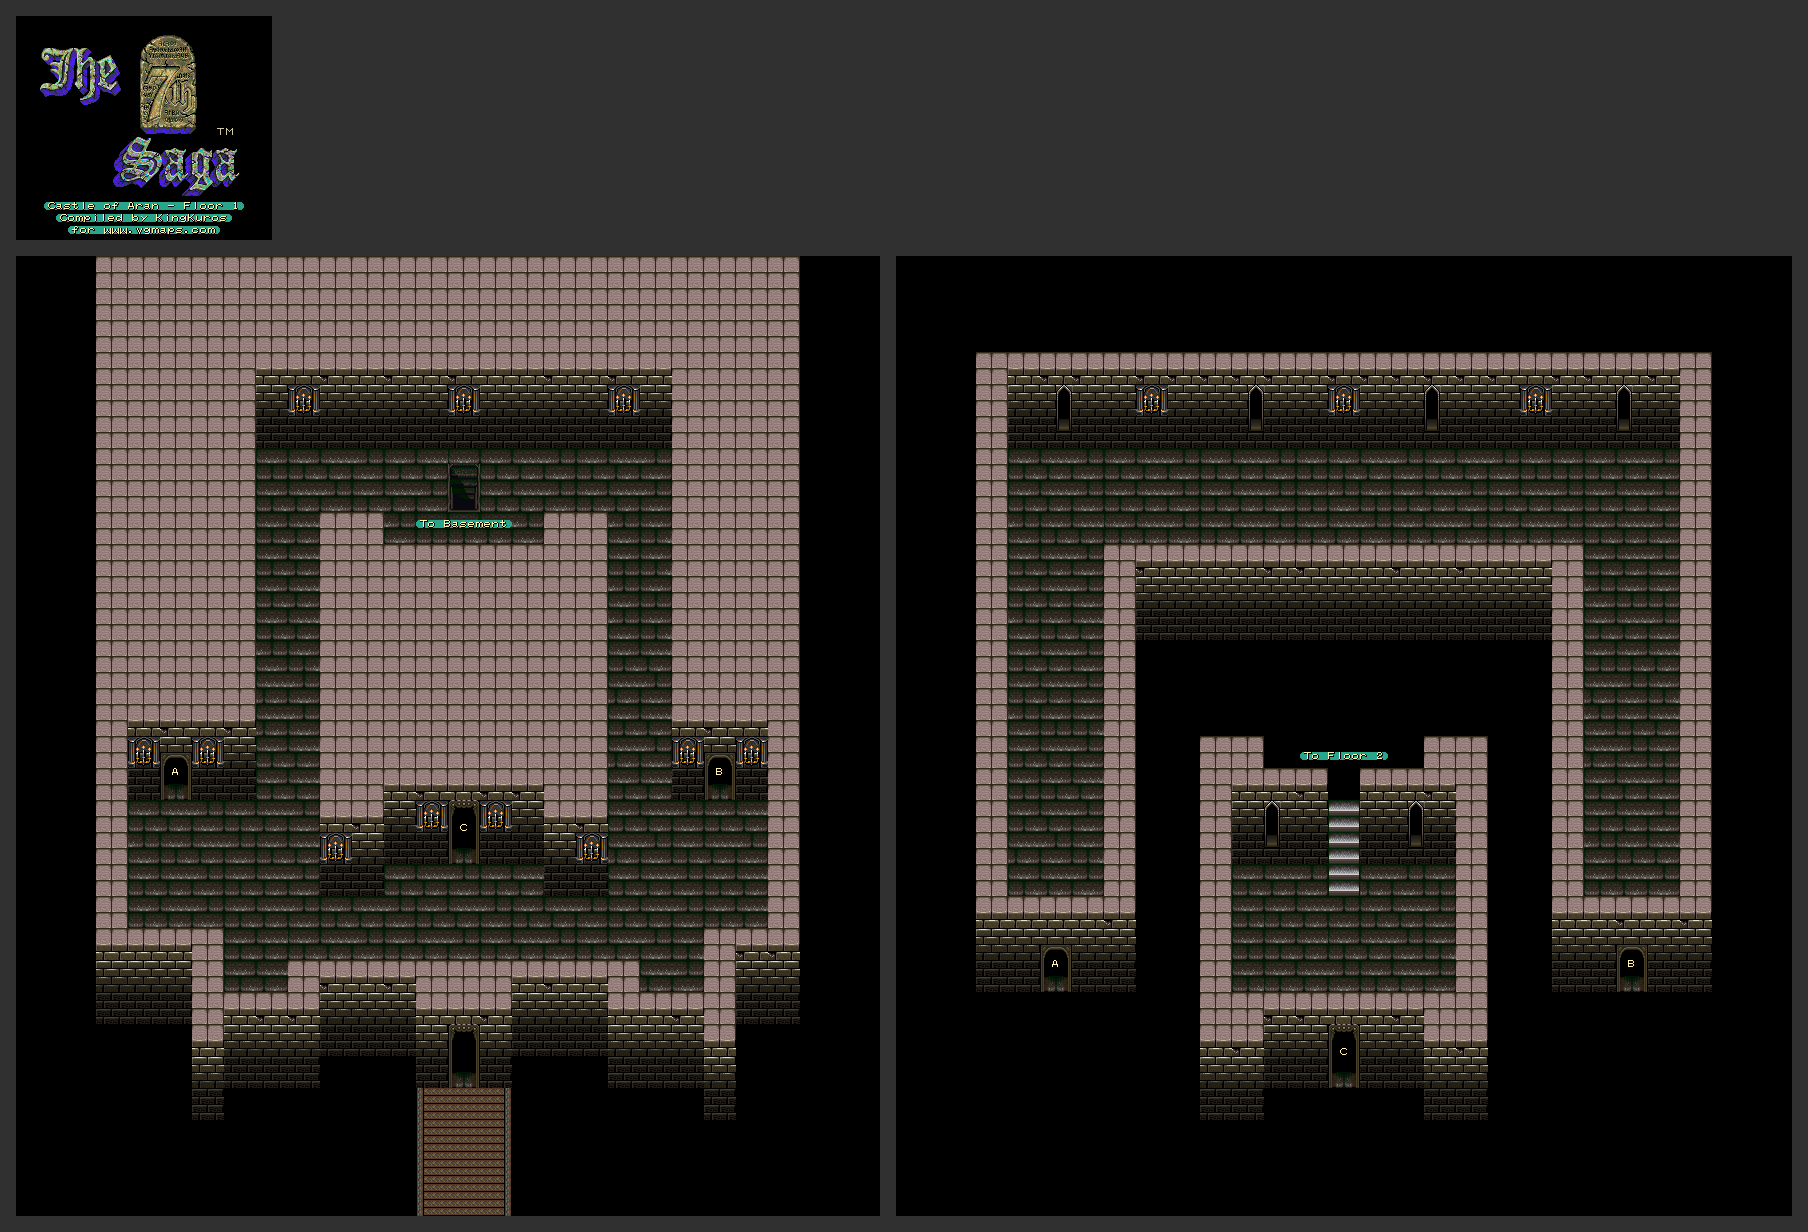 The 7th
TM
Saga
Castle of Aran - Floor 1
Compiled by KingKuros
for www.vgmaps.com
To Basement
A
B
C
To Floor 2
A
B
C